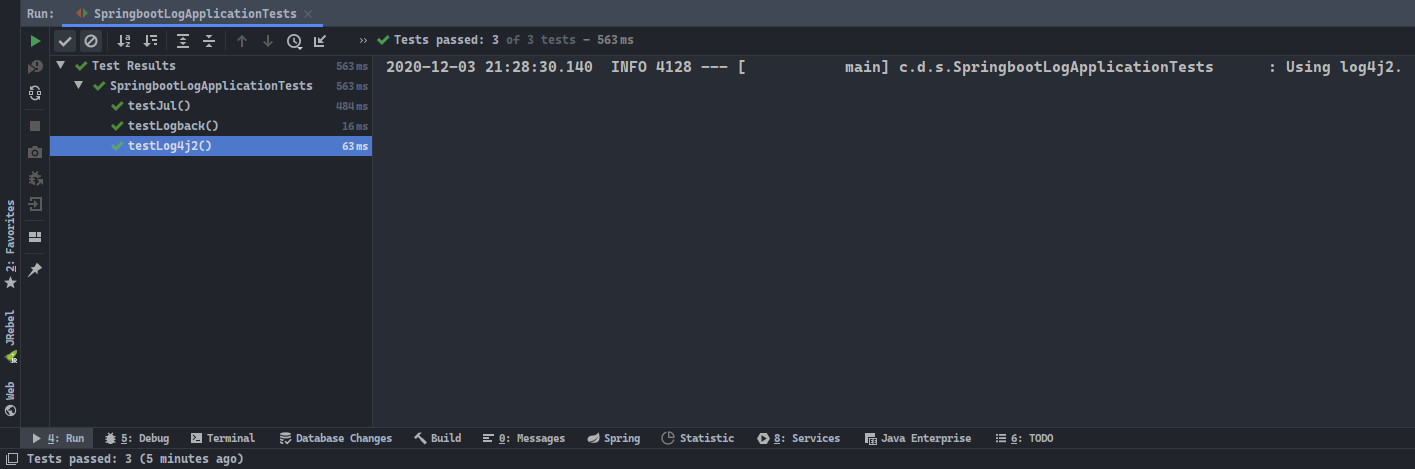 Run: SpringbootLogApplicationTests
Tests passed: 3 of 3 tests – 563 ms
Test Results 563 ms
SpringbootLogApplicationTests 563 ms
testJul() 484 ms
testLogback() 16 ms
testLog4j2() 63 ms
2020-12-03 21:28:30.140  INFO 4128 --- [           main] c.d.s.SpringbootLogApplicationTests      : Using log4j2.
2: Favorites
JRebel
Web
4: Run 5: Debug Terminal Database Changes Build 0: Messages Spring Statistic 8: Services Java Enterprise 6: TODO
Tests passed: 3 (5 minutes ago)